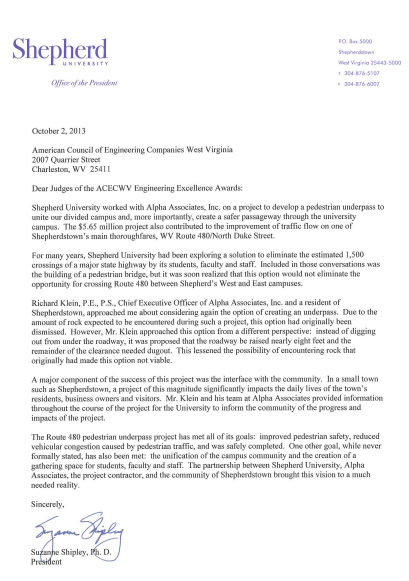 Shepherd
UNIVERSITY
Office of the President
P.O. Box 5000
Shepherdstown
West Virginia 25443-5000
T 304-876-5107
F 304-876-6007
October 2, 2013
American Council of Engineering Companies West Virginia
2007 Quarrier Street
Charleston, WV 25411
Dear Judges of the ACECWV Engineering Excellence Awards:
Shepherd University worked with Alpha Associates, Inc. on a project to develop a pedestrian underpass to
unite our divided campus and, more importantly, create a safer passageway through the university
campus. The $5.65 million project also contributed to the improvement of traffic flow on one of
Shepherdstown's main thoroughfares, WV Route 480/North Duke Street.
For many years, Shepherd University had been exploring a solution to eliminate the estimated 1,500
crossings of a major state highway by its students, faculty and staff. Included in those conversations was
the building of a pedestrian bridge, but it was soon realized that this option would not eliminate the
opportunity for crossing Route 480 between Shepherd's West and East campuses.
Richard Klein, P.E., P.S., Chief Executive Officer of Alpha Associates, Inc. and a resident of
Shepherdstown, approached me about considering again the option of creating an underpass. Due to the
amount of rock expected to be encountered during such a project, this option had originally been
dismissed. However, Mr. Klein approached this option from a different perspective: instead of digging
out from under the roadway, it was proposed that the roadway be raised nearly eight feet and the
remainder of the clearance needed dugout. This lessened the possibility of encountering rock that
originally had made this option not viable.
A major component of the success of this project was the interface with the community. In a small town
such as Shepherdstown, a project of this magnitude significantly impacts the daily lives of the town's
residents, business owners and visitors. Mr. Klein and his team at Alpha Associates provided information
throughout the course of the project for the University to inform the community of the progress and
impacts of the project.
The Route 480 pedestrian underpass project has met all of its goals: improved pedestrian safety, reduced
vehicular congestion caused by pedestrian traffic, and was safely completed. One other goal, while never
formally stated, has also been met: the unification of the campus community and the creation of a
gathering space for students, faculty and staff. The partnership between Shepherd University, Alpha
Associates, the project contractor, and the community of Shepherdstown brought this vision to a much
needed reality.
Sincerely,
Suzanne Shipley
Suzanne Shipley, Ph. D.
President